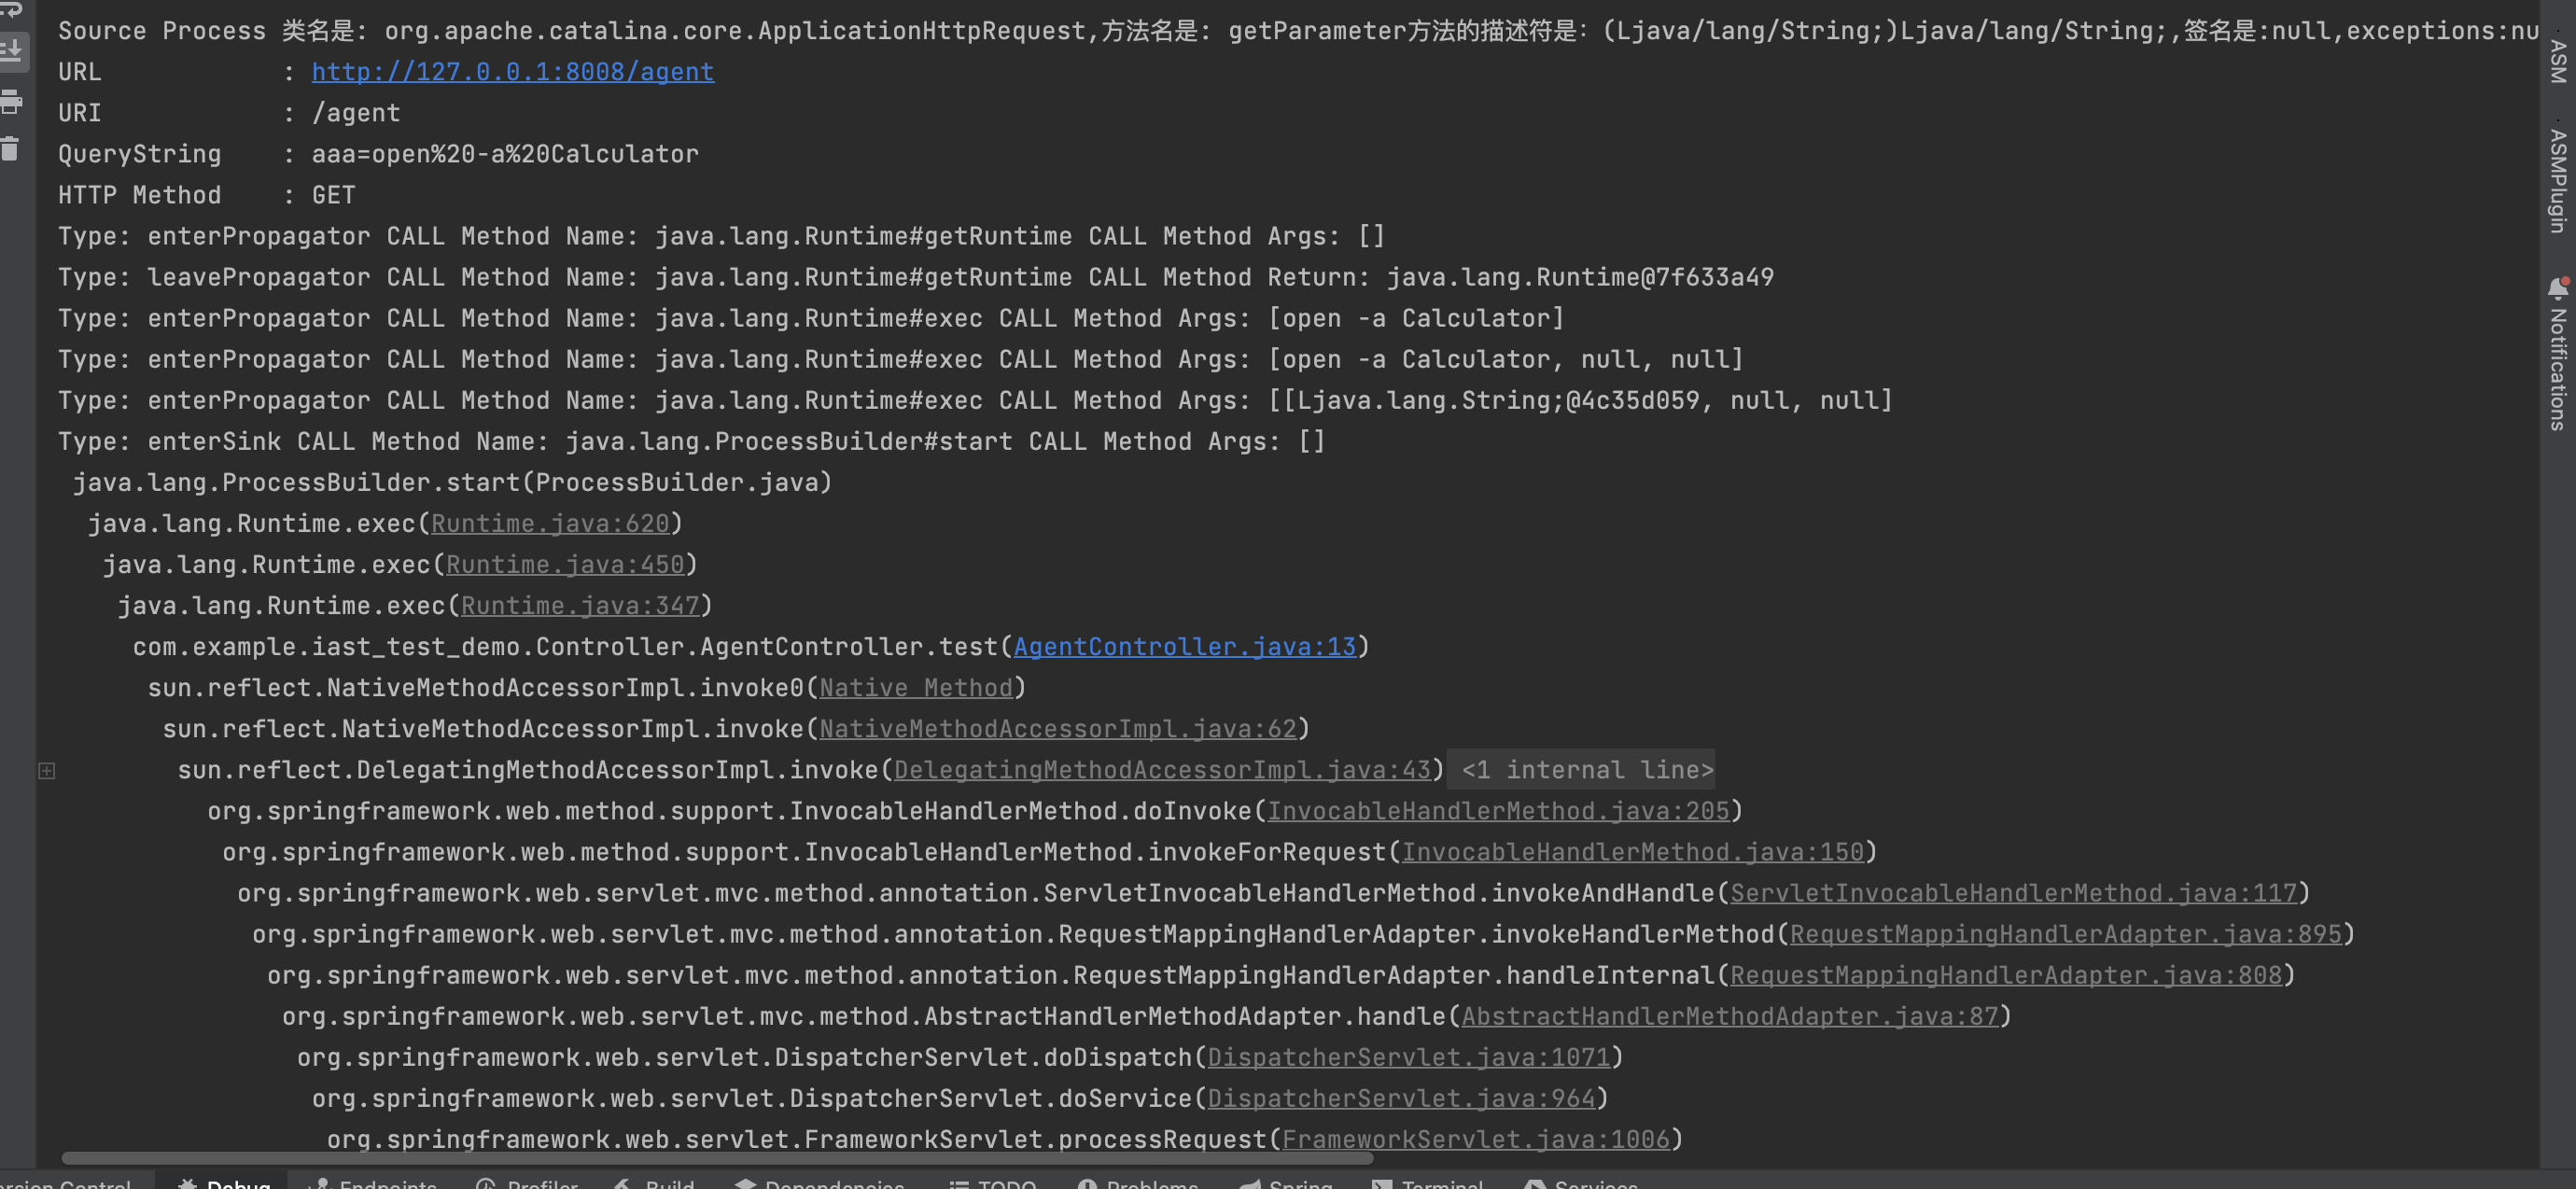 Source Process 类名是: org.apache.catalina.core.ApplicationHttpRequest,方法名是: getParameter方法的描述符是: (Ljava/lang/String;)Ljava/lang/String;,签名是:null,exceptions:nu
URL            : http://127.0.0.1:8008/agent
URI            : /agent
QueryString    : aaa=open%20-a%20Calculator
HTTP Method    : GET
Type: enterPropagator CALL Method Name: java.lang.Runtime#getRuntime CALL Method Args: []
Type: leavePropagator CALL Method Name: java.lang.Runtime#getRuntime CALL Method Return: java.lang.Runtime@7f633a49
Type: enterPropagator CALL Method Name: java.lang.Runtime#exec CALL Method Args: [open -a Calculator]
Type: enterPropagator CALL Method Name: java.lang.Runtime#exec CALL Method Args: [open -a Calculator, null, null]
Type: enterPropagator CALL Method Name: java.lang.Runtime#exec CALL Method Args: [[Ljava.lang.String;@4c35d059, null, null]
Type: enterSink CALL Method Name: java.lang.ProcessBuilder#start CALL Method Args: []
java.lang.ProcessBuilder.start(ProcessBuilder.java)
java.lang.Runtime.exec(Runtime.java:620)
java.lang.Runtime.exec(Runtime.java:450)
java.lang.Runtime.exec(Runtime.java:347)
com.example.iast_test_demo.Controller.AgentController.test(AgentController.java:13)
sun.reflect.NativeMethodAccessorImpl.invoke0(Native Method)
sun.reflect.NativeMethodAccessorImpl.invoke(NativeMethodAccessorImpl.java:62)
sun.reflect.DelegatingMethodAccessorImpl.invoke(DelegatingMethodAccessorImpl.java:43) <1 internal line>
org.springframework.web.method.support.InvocableHandlerMethod.doInvoke(InvocableHandlerMethod.java:205)
org.springframework.web.method.support.InvocableHandlerMethod.invokeForRequest(InvocableHandlerMethod.java:150)
org.springframework.web.servlet.mvc.method.annotation.ServletInvocableHandlerMethod.invokeAndHandle(ServletInvocableHandlerMethod.java:117)
org.springframework.web.servlet.mvc.method.annotation.RequestMappingHandlerAdapter.invokeHandlerMethod(RequestMappingHandlerAdapter.java:895)
org.springframework.web.servlet.mvc.method.annotation.RequestMappingHandlerAdapter.handleInternal(RequestMappingHandlerAdapter.java:808)
org.springframework.web.servlet.mvc.method.AbstractHandlerMethodAdapter.handle(AbstractHandlerMethodAdapter.java:87)
org.springframework.web.servlet.DispatcherServlet.doDispatch(DispatcherServlet.java:1071)
org.springframework.web.servlet.DispatcherServlet.doService(DispatcherServlet.java:964)
org.springframework.web.servlet.FrameworkServlet.processRequest(FrameworkServlet.java:1006)
ersion Control Debug Endpoints Profiler Build Dependencies TODO Problems Spring Terminal Services
ASM
ASMPlugin
Notifications